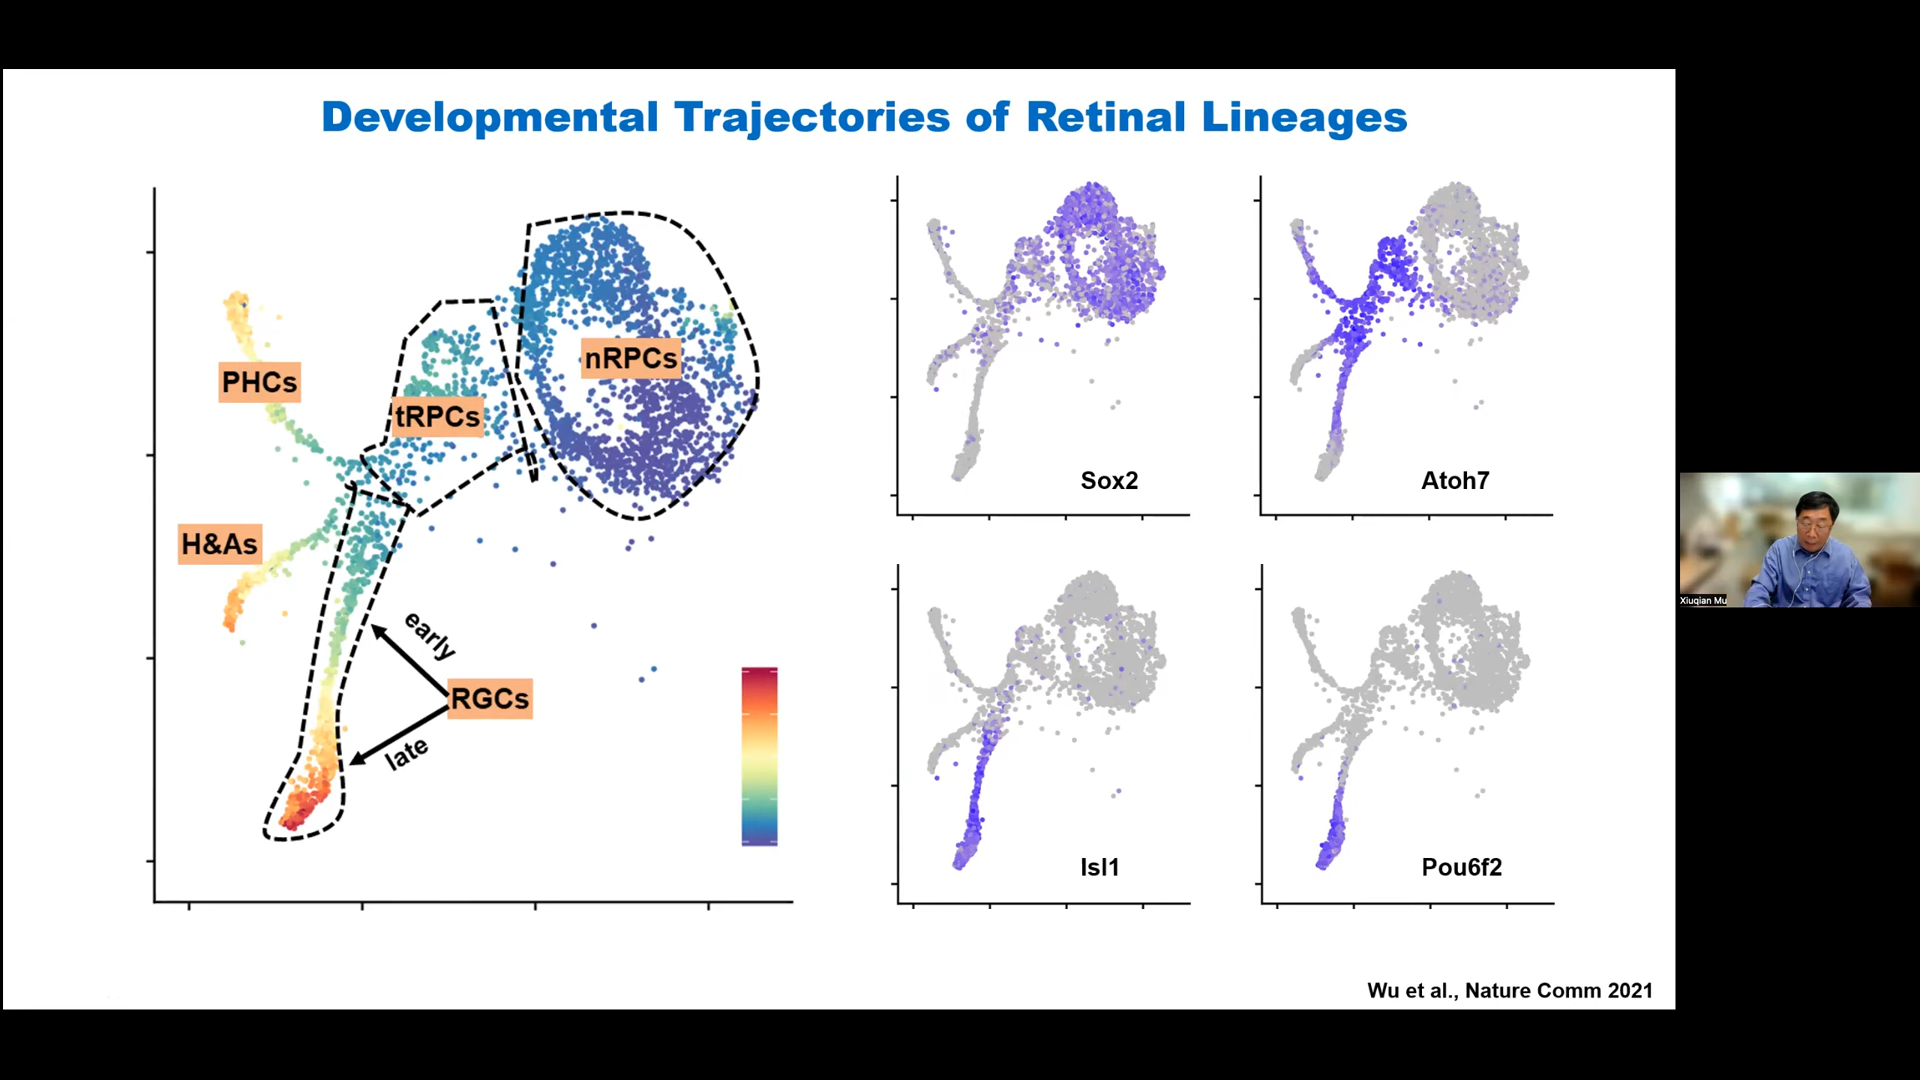 Developmental Trajectories of Retinal Lineages
PHCs
tRPCs
nRPCs
H&As
early
RGCs
late
Sox2
Atoh7
Isl1
Pou6f2
Wu et al., Nature Comm 2021
Xiuqian Mu